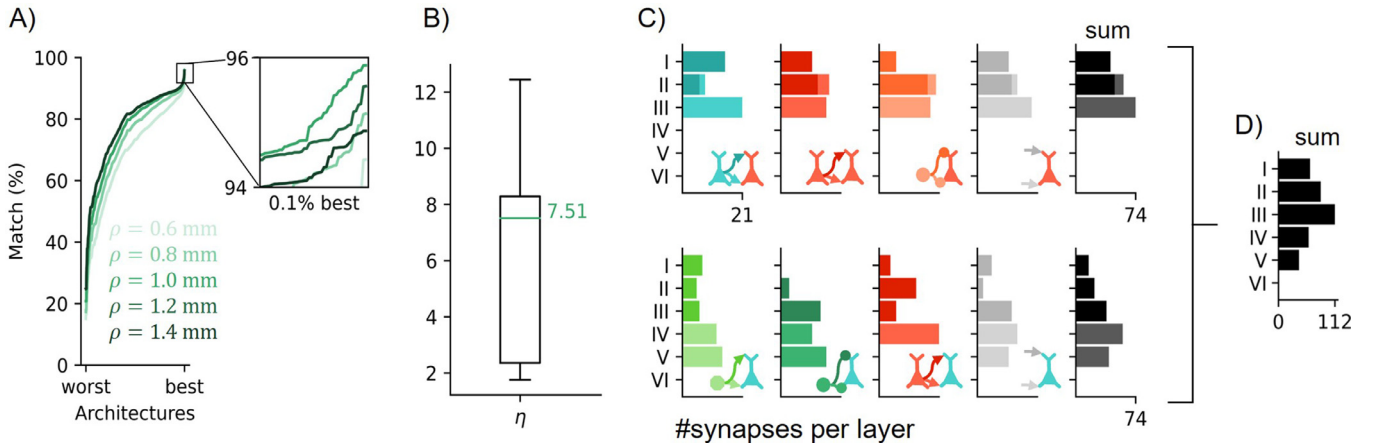 A)
Match (%)
100
80
60
40
20
0
worst best
Architectures
ρ = 0.6 mm
ρ = 0.8 mm
ρ = 1.0 mm
ρ = 1.2 mm
ρ = 1.4 mm
96
94
0.1% best
B)
12
10
8
6
4
2
7.51
η
C)
sum
I
II
III
IV
V
VI
21
74
I
II
III
IV
V
VI
74
#synapses per layer
D)
sum
I
II
III
IV
V
VI
0 112